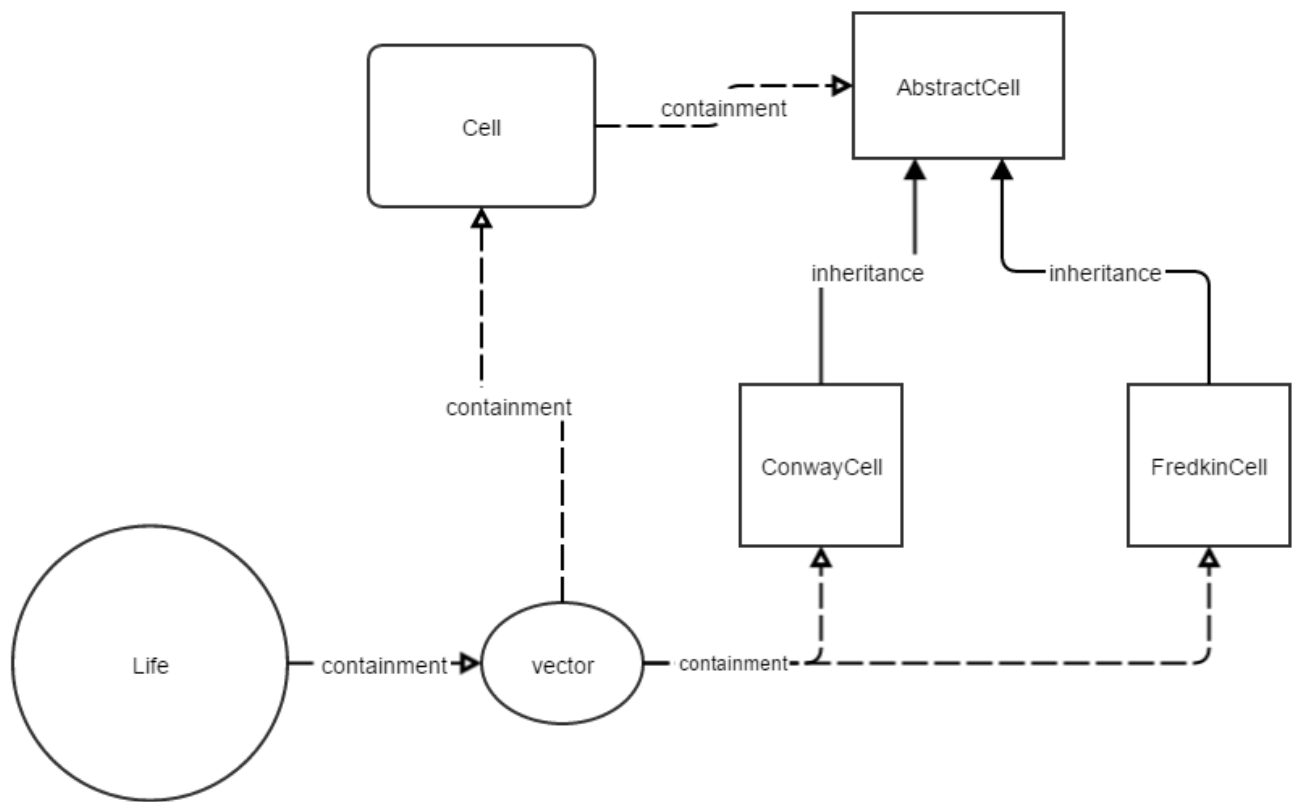 AbstractCell
containment
Cell
inheritance
inheritance
containment
ConwayCell
FredkinCell
Life
containment
vector
containment